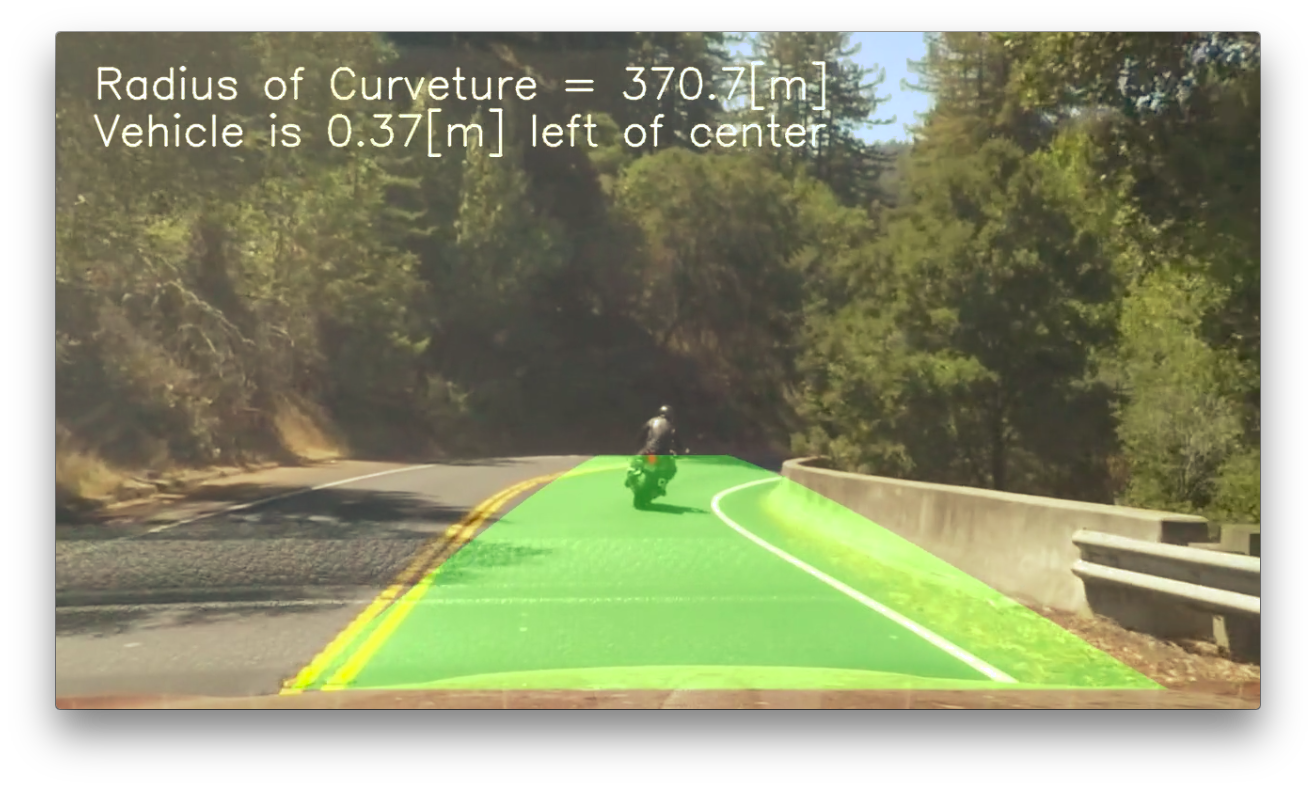 Radius of Curveture = 370.7[m]
Vehicle is 0.37[m] left of center